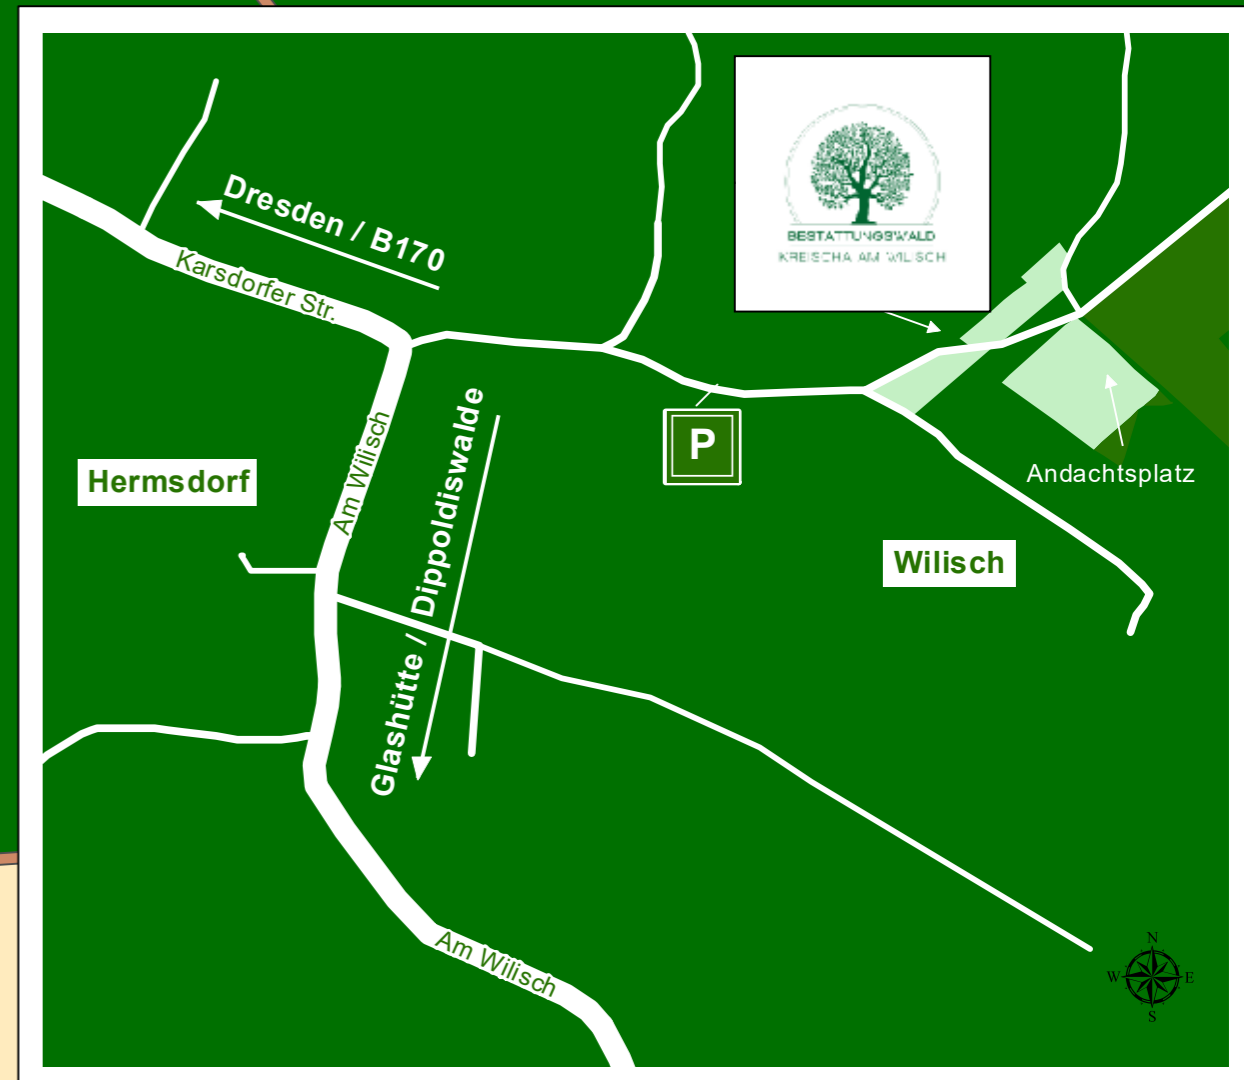 BESTATTUNGSWALD
KREISCHA AM WILISCH
Dresden / B170
Karsdorfer Str.
Am Wilisch
Glashütte / Dippoldiswalde
P
Hermsdorf
Andachtsplatz
Wilisch
Am Wilisch
N
W E
S